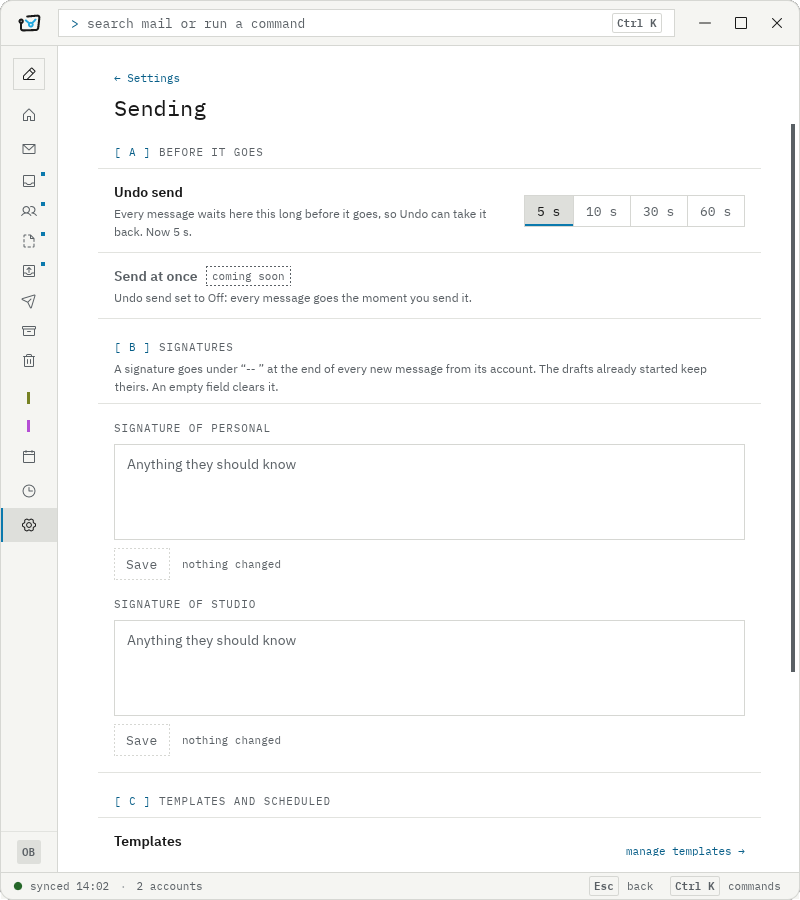 > search mail or run a command
Ctrl K
← Settings
Sending
[ A ] BEFORE IT GOES
Undo send
Every message waits here this long before it goes, so Undo can take it
back. Now 5 s.
5 s
10 s
30 s
60 s
Send at once
coming soon
Undo send set to Off: every message goes the moment you send it.
[ B ] SIGNATURES
A signature goes under “-- ” at the end of every new message from its account. The drafts already started keep
theirs. An empty field clears it.
SIGNATURE OF PERSONAL
Anything they should know
Save
nothing changed
SIGNATURE OF STUDIO
Anything they should know
Save
nothing changed
[ C ] TEMPLATES AND SCHEDULED
Templates
manage templates →
OB
synced 14:02 · 2 accounts
Esc back
Ctrl K commands